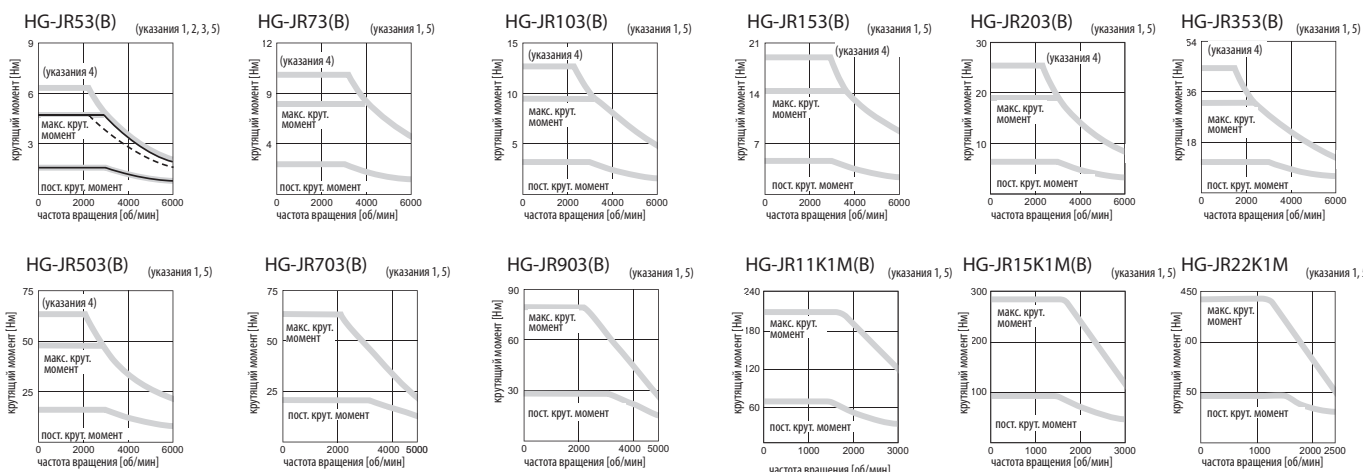 HG-JR53(B) (указания 1, 2, 3, 5)
крутящий момент [Нм]
9
6
3
0
(указания 4)
макс. крут.
момент
пост. крут. момент
0 2000 4000 6000
частота вращения [об/мин]
HG-JR73(B) (указания 1, 5)
крутящий момент [Нм]
12
9
4
0
(указания 4)
макс. крут.
момент
пост. крут. момент
0 2000 4000 6000
частота вращения [об/мин]
HG-JR103(B) (указания 1, 5)
крутящий момент [Нм]
15
10
5
0
(указания 4)
макс. крут.
момент
пост. крут. момент
0 2000 4000 6000
частота вращения [об/мин]
HG-JR153(B) (указания 1, 5)
крутящий момент [Нм]
21
14
7
0
(указания 4)
макс. крут.
момент
пост. крут. момент
0 2000 4000 6000
частота вращения [об/мин]
HG-JR203(B) (указания 1, 5)
крутящий момент [Нм]
30
20
10
0
(указания 4)
макс. крут.
момент
пост. крут. момент
0 2000 4000 6000
частота вращения [об/мин]
HG-JR353(B) (указания 1, 5)
крутящий момент [Нм]
54
36
18
(указания 4)
макс. крут.
момент
пост. крут. момент
0 2000 4000 6000
частота вращения [об/мин]
HG-JR503(B) (указания 1, 5)
крутящий момент [Нм]
75
50
25
(указания 4)
макс. крут.
момент
пост. крут. момент
0 2000 4000 6000
частота вращения [об/мин]
HG-JR703(B) (указания 1, 5)
крутящий момент [Нм]
75
50
25
макс. крут.
момент
пост. крут. момент
0 2000 4000 5000
частота вращения [об/мин]
HG-JR903(B) (указания 1, 5)
крутящий момент [Нм]
90
60
30
макс. крут.
момент
пост. крут. момент
0 2000 4000 5000
частота вращения [об/мин]
HG-JR11K1M(B) (указания 1, 5)
крутящий момент [Нм]
240
180
120
60
макс. крут.
момент
пост. крут. момент
0 1000 2000 3000
частота вращения [об/мин]
HG-JR15K1M(B) (указания 1, 5)
крутящий момент [Нм]
300
200
100
макс. крут.
момент
пост. крут. момент
0 1000 2000 3000
частота вращения [об/мин]
HG-JR22K1M (указания 1,
крутящий момент [Нм]
450
00
50
макс. крут.
момент
пост. крут. момент
0 1000 2000 2500
частота вращения [об/мин]